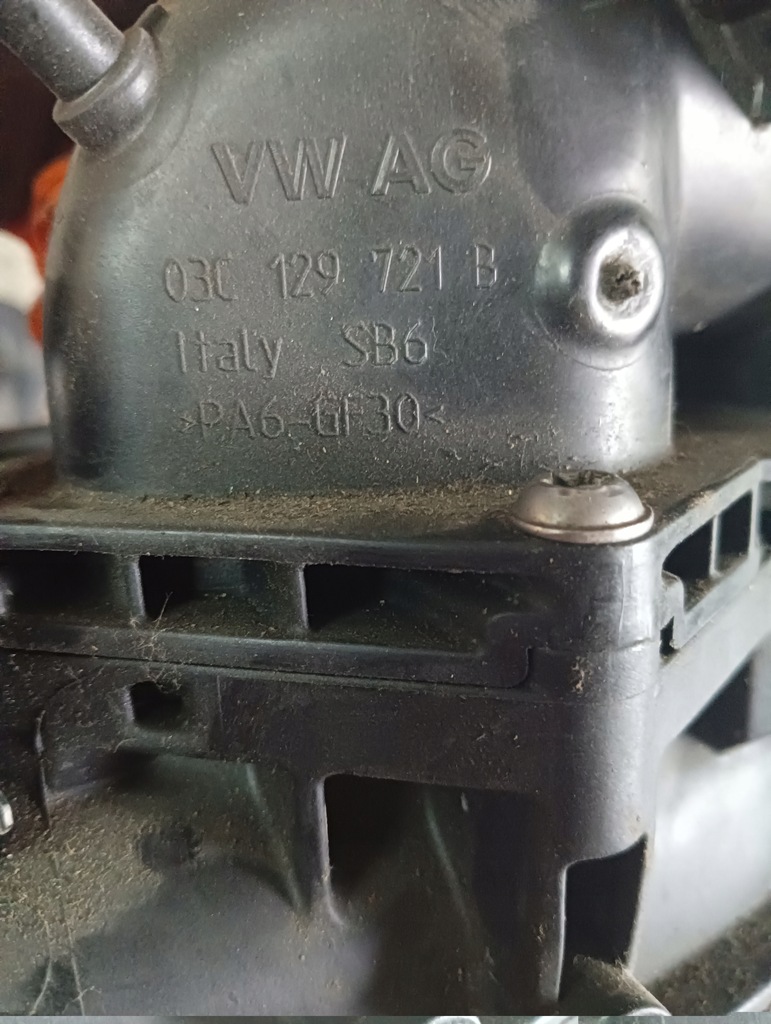 VW AG
03C 129 721 B
Italy SB6
>PA6-GF30<